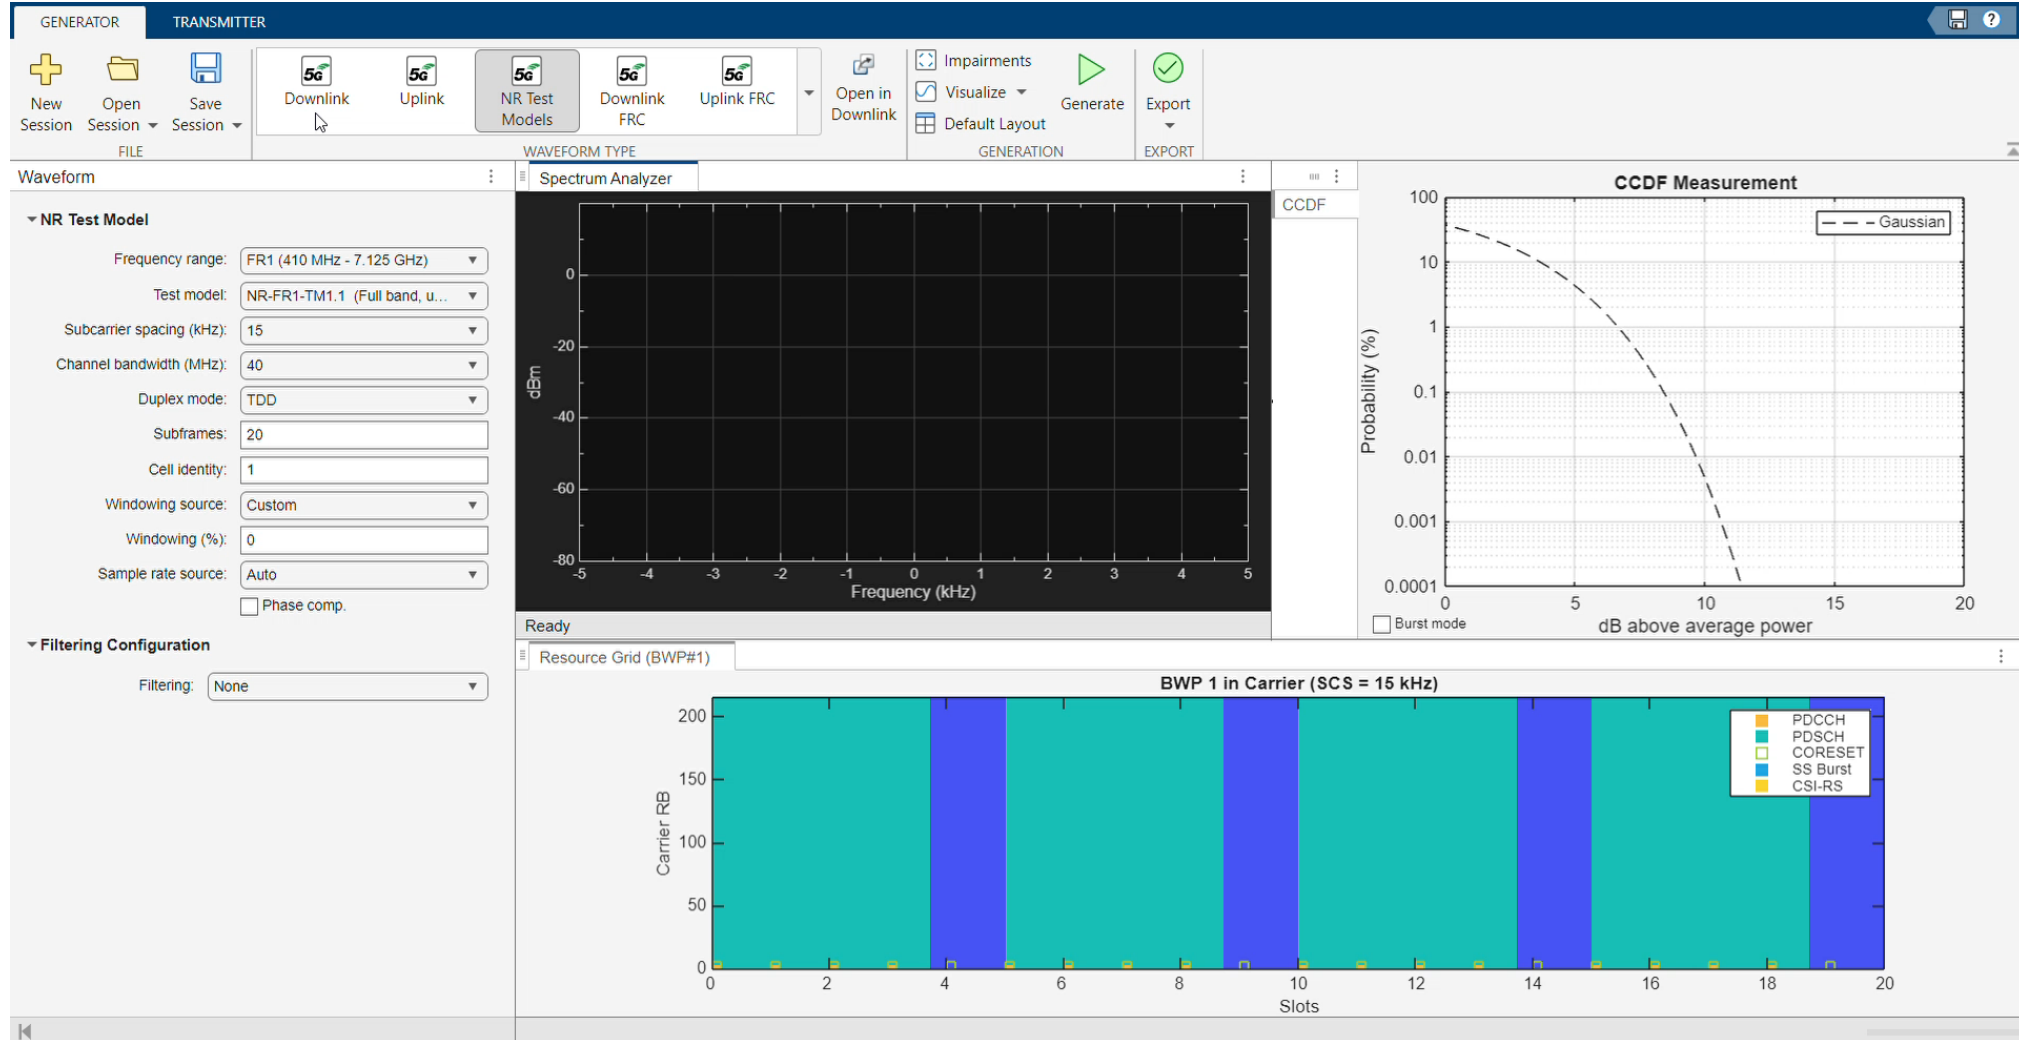 GENERATOR
TRANSMITTER
New Session
Open Session
Save Session
FILE
5G
Downlink
5G
Uplink
5G
NR Test Models
5G
Downlink FRC
5G
Uplink FRC
WAVEFORM TYPE
Open in Downlink
Impairments
Visualize
Default Layout
Generate
GENERATION
Export
EXPORT
Waveform
NR Test Model
Frequency range: FR1 (410 MHz - 7.125 GHz)
Test model: NR-FR1-TM1.1 (Full band, u...
Subcarrier spacing (kHz): 15
Channel bandwidth (MHz): 40
Duplex mode: TDD
Subframes: 20
Cell identity: 1
Windowing source: Custom
Windowing (%): 0
Sample rate source: Auto
Phase comp.
Filtering Configuration
Filtering: None
Spectrum Analyzer
dBm
0
-20
-40
-60
-80
-5 -4 -3 -2 -1 0 1 2 3 4 5
Frequency (kHz)
Ready
CCDF
CCDF Measurement
Gaussian
Probability (%)
100
10
1
0.1
0.01
0.001
0.0001
0 5 10 15 20
dB above average power
Burst mode
Resource Grid (BWP#1)
BWP 1 in Carrier (SCS = 15 kHz)
Carrier RB
200
150
100
50
0
0 2 4 6 8 10 12 14 16 18 20
Slots
PDCCH
PDSCH
CORESET
SS Burst
CSI-RS